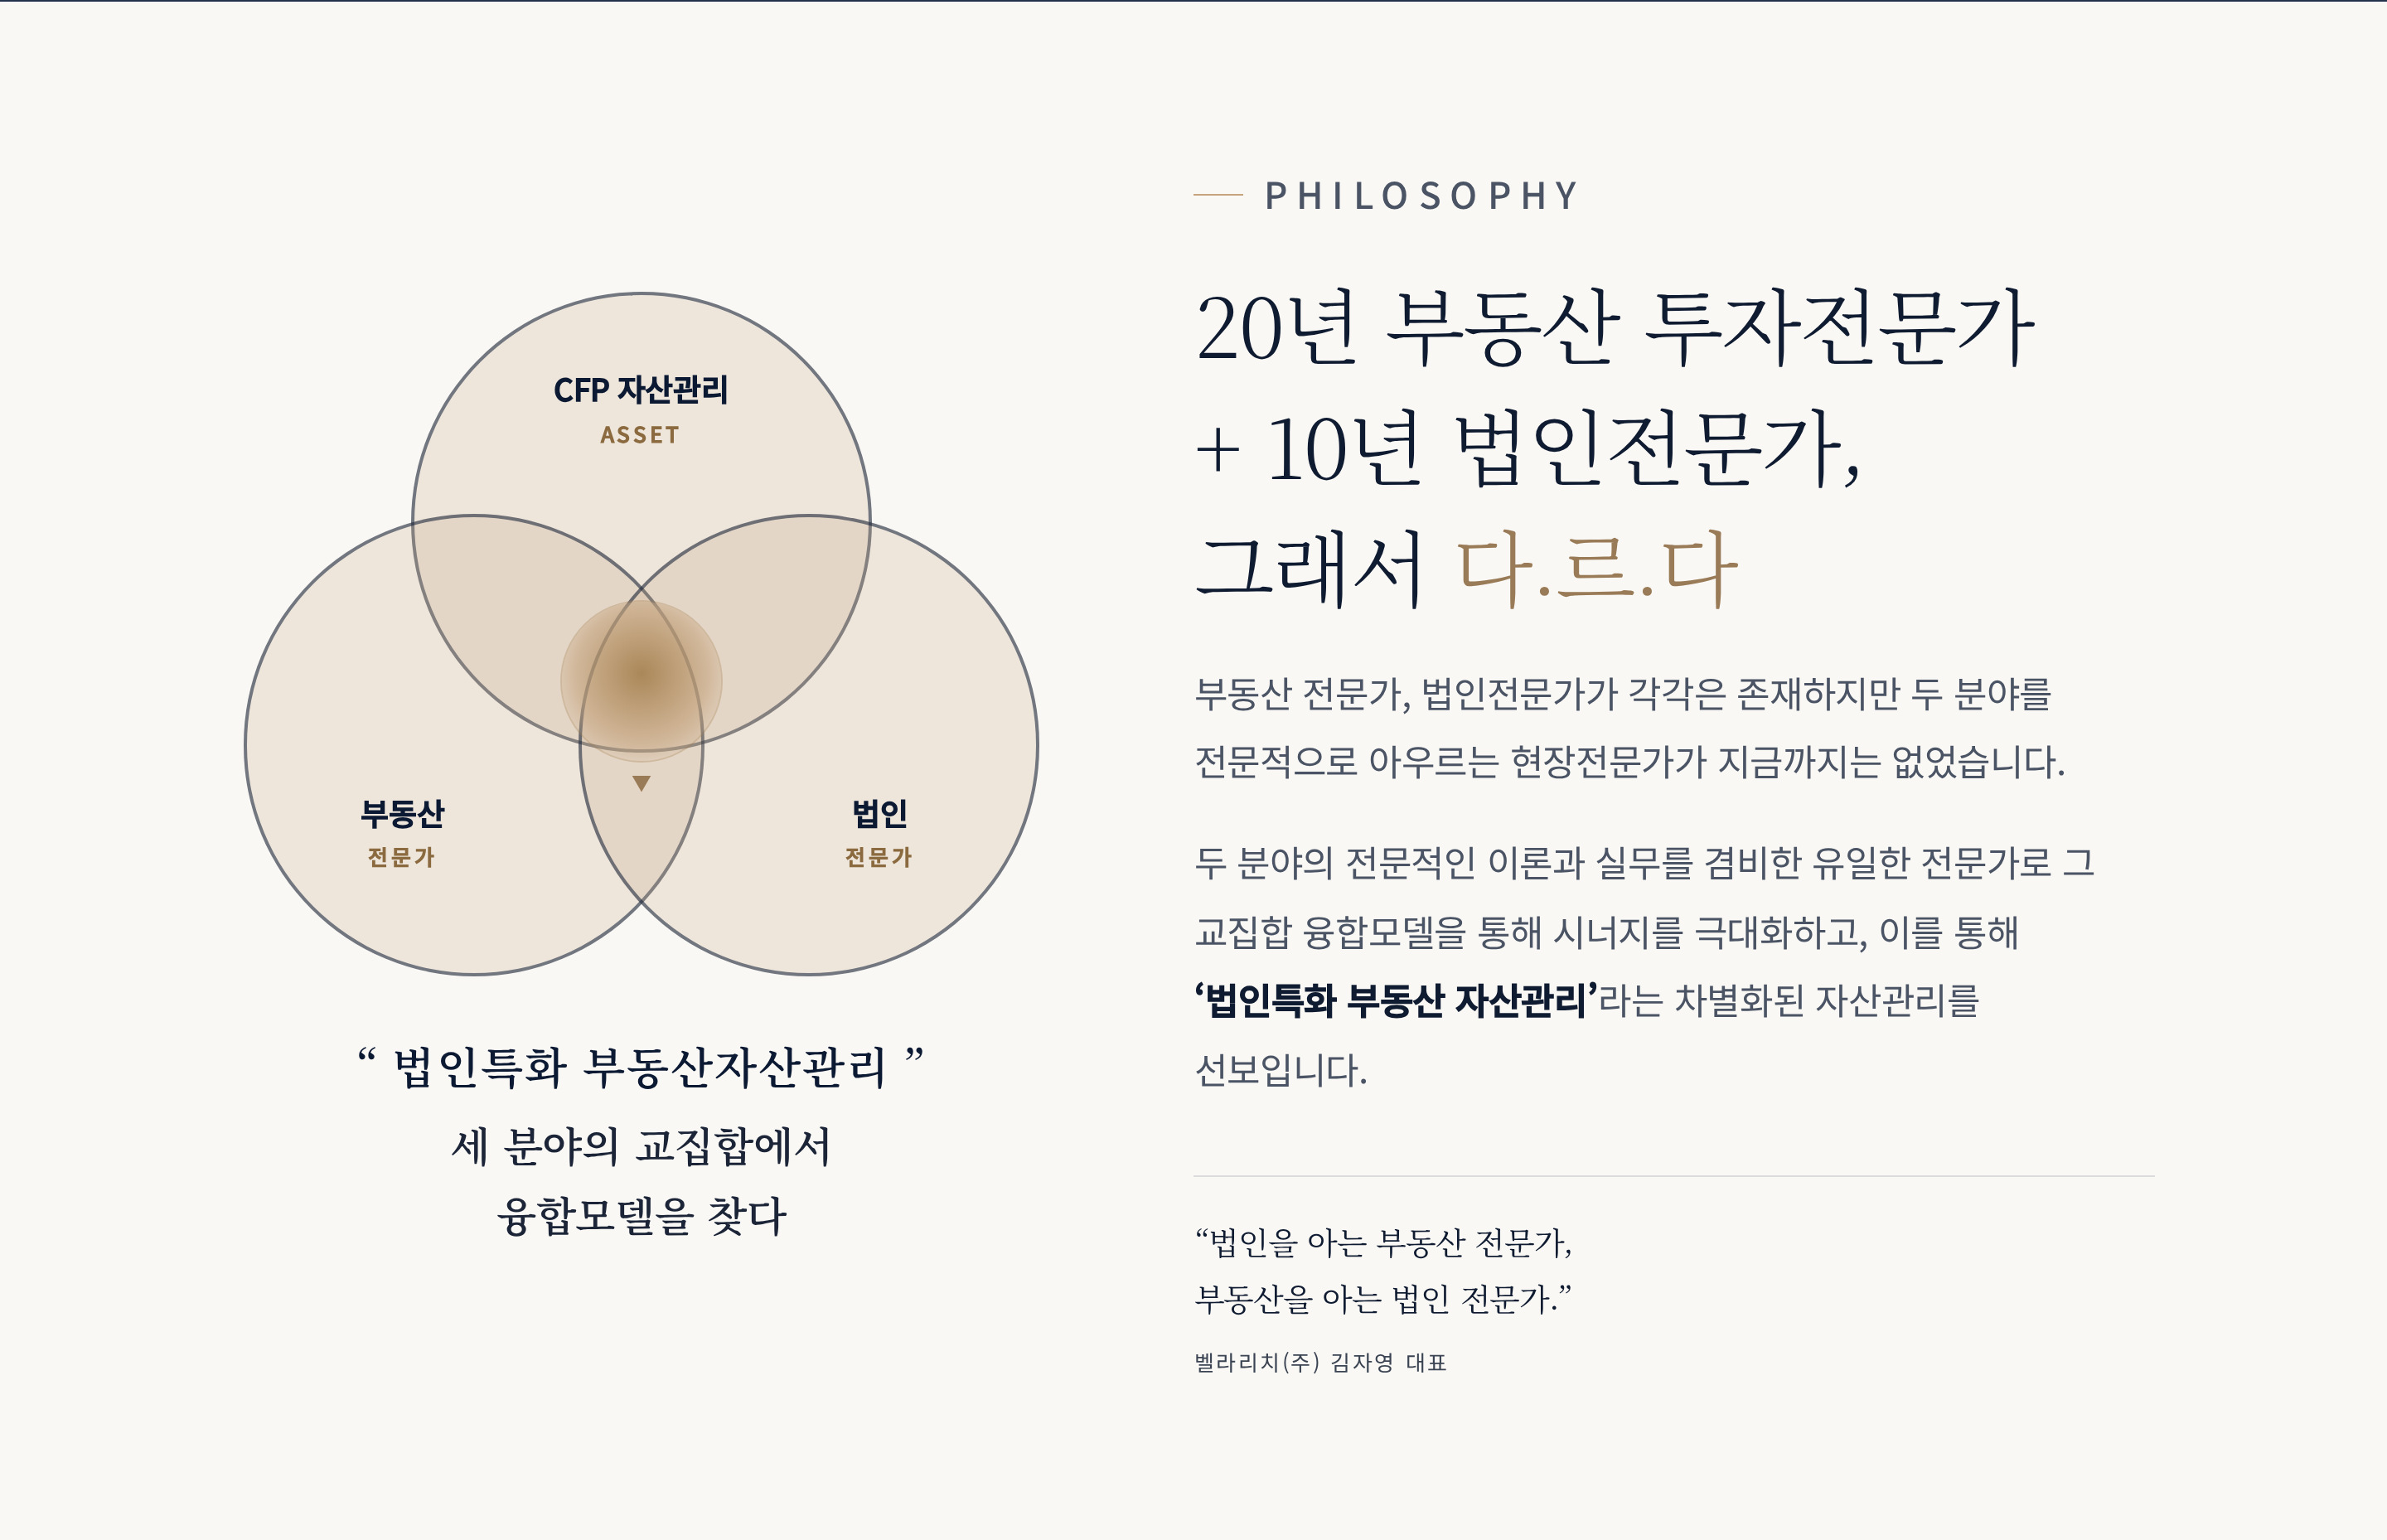 CFP 자산관리
ASSET
부동산
전문가
법인
전문가
“ 법인특화 부동산자산관리 ”
세 분야의 교집합에서
융합모델을 찾다
PHILOSOPHY
20년 부동산 투자전문가
+ 10년 법인전문가,
그래서 다.르.다
부동산 전문가, 법인전문가가 각각은 존재하지만 두 분야를
전문적으로 아우르는 현장전문가가 지금까지는 없었습니다.
두 분야의 전문적인 이론과 실무를 겸비한 유일한 전문가로 그
교집합 융합모델을 통해 시너지를 극대화하고, 이를 통해
‘법인특화 부동산 자산관리’라는 차별화된 자산관리를
선보입니다.
“법인을 아는 부동산 전문가,
부동산을 아는 법인 전문가.”
벨라리치(주) 김자영 대표